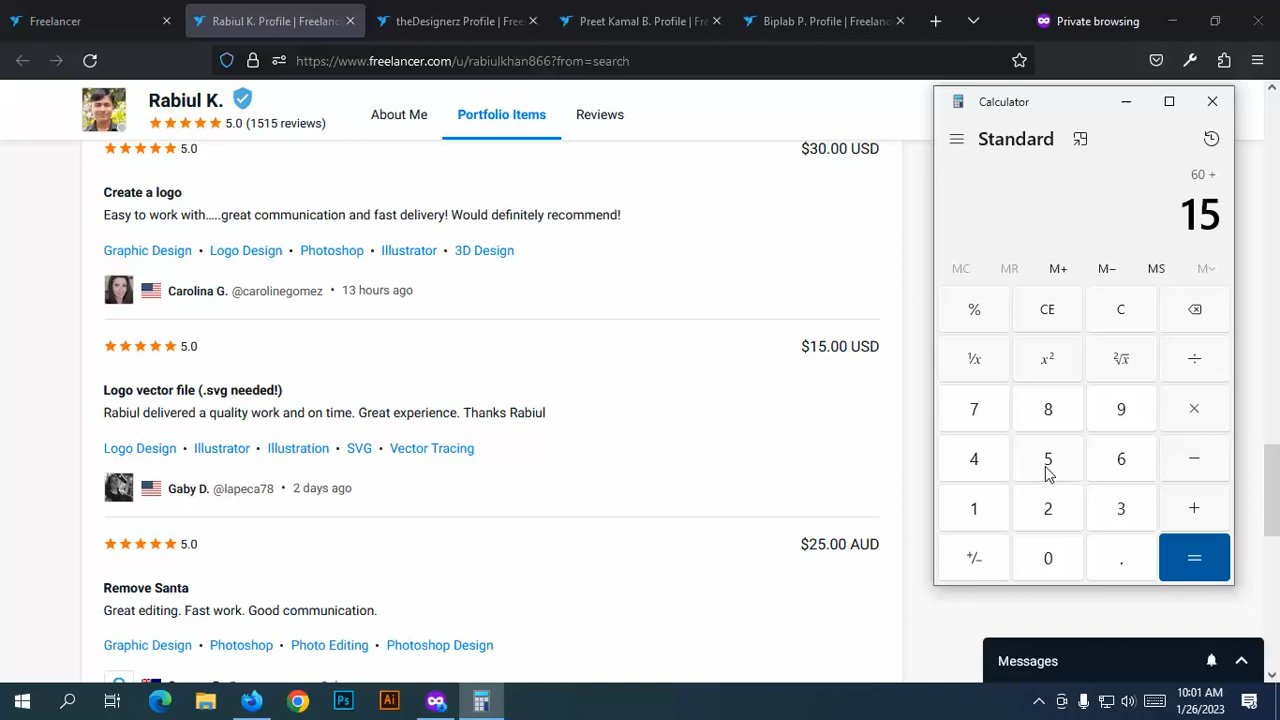 Freelancer
Rabiul K. Profile | Freelanc
theDesignerz Profile | Freelan
Preet Kamal B. Profile | Fre
Biplab P. Profile | Freelanc
Private browsing
https://www.freelancer.com/u/rabiulkhan866?from=search
Rabiul K.
5.0 (1515 reviews)
About Me
Portfolio Items
Reviews
5.0
$30.00 USD
Create a logo
Easy to work with…..great communication and fast delivery! Would definitely recommend!
Graphic Design • Logo Design • Photoshop • Illustrator • 3D Design
Carolina G. @carolinegomez • 13 hours ago
5.0
$15.00 USD
Logo vector file (.svg needed!)
Rabiul delivered a quality work and on time. Great experience. Thanks Rabiul
Logo Design • Illustrator • Illustration • SVG • Vector Tracing
Gaby D. @lapeca78 • 2 days ago
5.0
$25.00 AUD
Remove Santa
Great editing. Fast work. Good communication.
Graphic Design • Photoshop • Photo Editing • Photoshop Design
Calculator
Standard
60 +
15
MC MR M+ M− MS M
% CE C
¹/x x² ²√x ÷
7 8 9 ×
4 5 6 −
1 2 3 +
+/− 0 . =
Messages
Ps
Ai
10:01 AM
1/26/2023